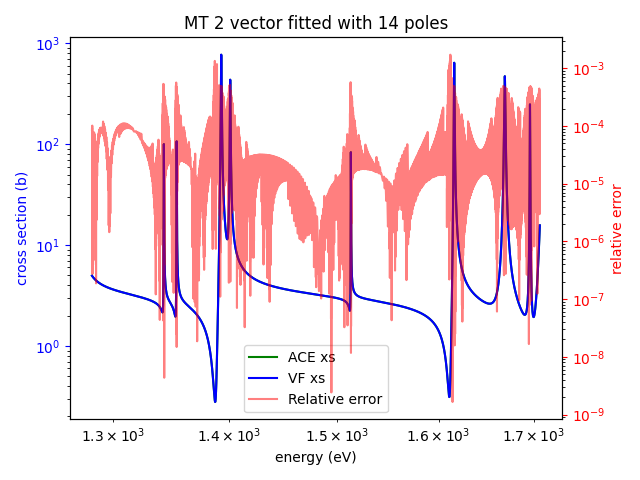 MT 2 vector fitted with 14 poles
10³
10²
10¹
10⁰
cross section (b)
10⁻³
10⁻⁴
10⁻⁵
10⁻⁶
10⁻⁷
10⁻⁸
10⁻⁹
relative error
ACE xs
VF xs
Relative error
1.3 × 10³ 1.4 × 10³ 1.5 × 10³ 1.6 × 10³ 1.7 × 10³
energy (eV)